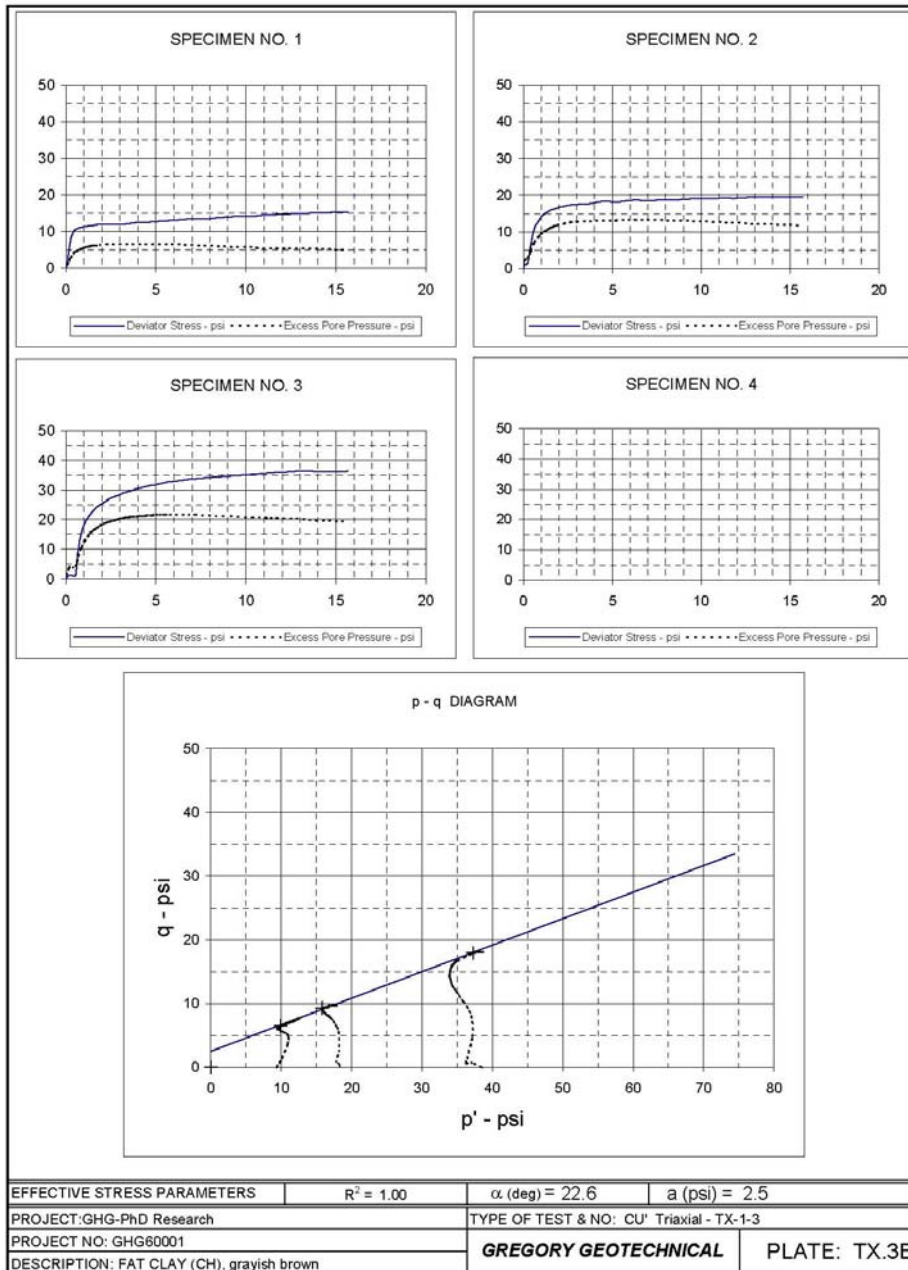 SPECIMEN NO. 1
50
40
30
20
10
0
0 5 10 15 20
Deviator Stress - psi Excess Pore Pressure - psi
SPECIMEN NO. 2
50
40
30
20
10
0
0 5 10 15 20
Deviator Stress - psi Excess Pore Pressure - psi
SPECIMEN NO. 3
50
40
30
20
10
0
0 5 10 15 20
Deviator Stress - psi Excess Pore Pressure - psi
SPECIMEN NO. 4
50
40
30
20
10
0
0 5 10 15 20
Deviator Stress - psi Excess Pore Pressure - psi
p - q DIAGRAM
q - psi
50
40
30
20
10
0
0 10 20 30 40 50 60 70 80
p' - psi
EFFECTIVE STRESS PARAMETERS R² = 1.00 α (deg) = 22.6 a (psi) = 2.5
PROJECT:GHG-PhD Research TYPE OF TEST & NO: CU' Triaxial - TX-1-3
PROJECT NO: GHG60001
DESCRIPTION: FAT CLAY (CH), grayish brown
GREGORY GEOTECHNICAL PLATE: TX.3B